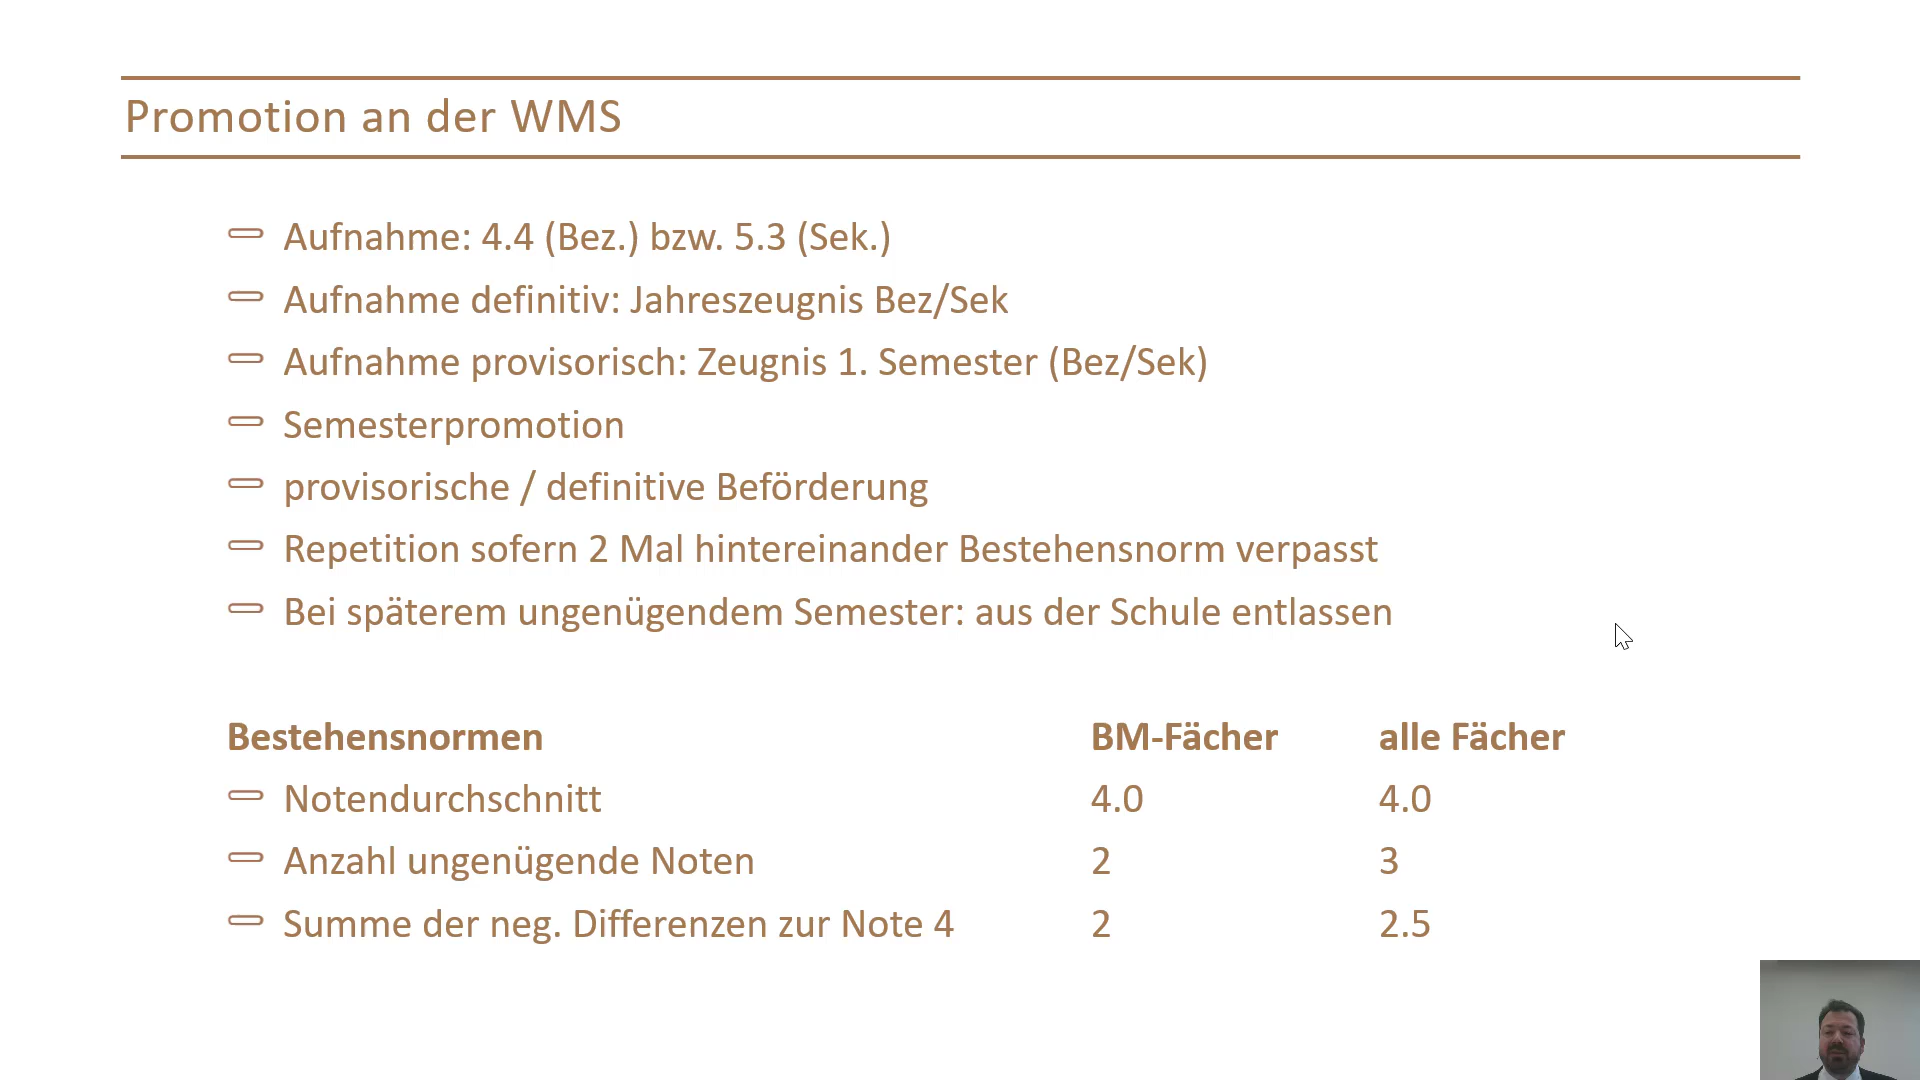 Promotion an der WMS
Aufnahme: 4.4 (Bez.) bzw. 5.3 (Sek.)
Aufnahme definitiv: Jahreszeugnis Bez/Sek
Aufnahme provisorisch: Zeugnis 1. Semester (Bez/Sek)
Semesterpromotion
provisorische / definitive Beförderung
Repetition sofern 2 Mal hintereinander Bestehensnorm verpasst
Bei späterem ungenügendem Semester: aus der Schule entlassen
Bestehensnormen BM-Fächer alle Fächer
Notendurchschnitt 4.0 4.0
Anzahl ungenügende Noten 2 3
Summe der neg. Differenzen zur Note 4 2 2.5